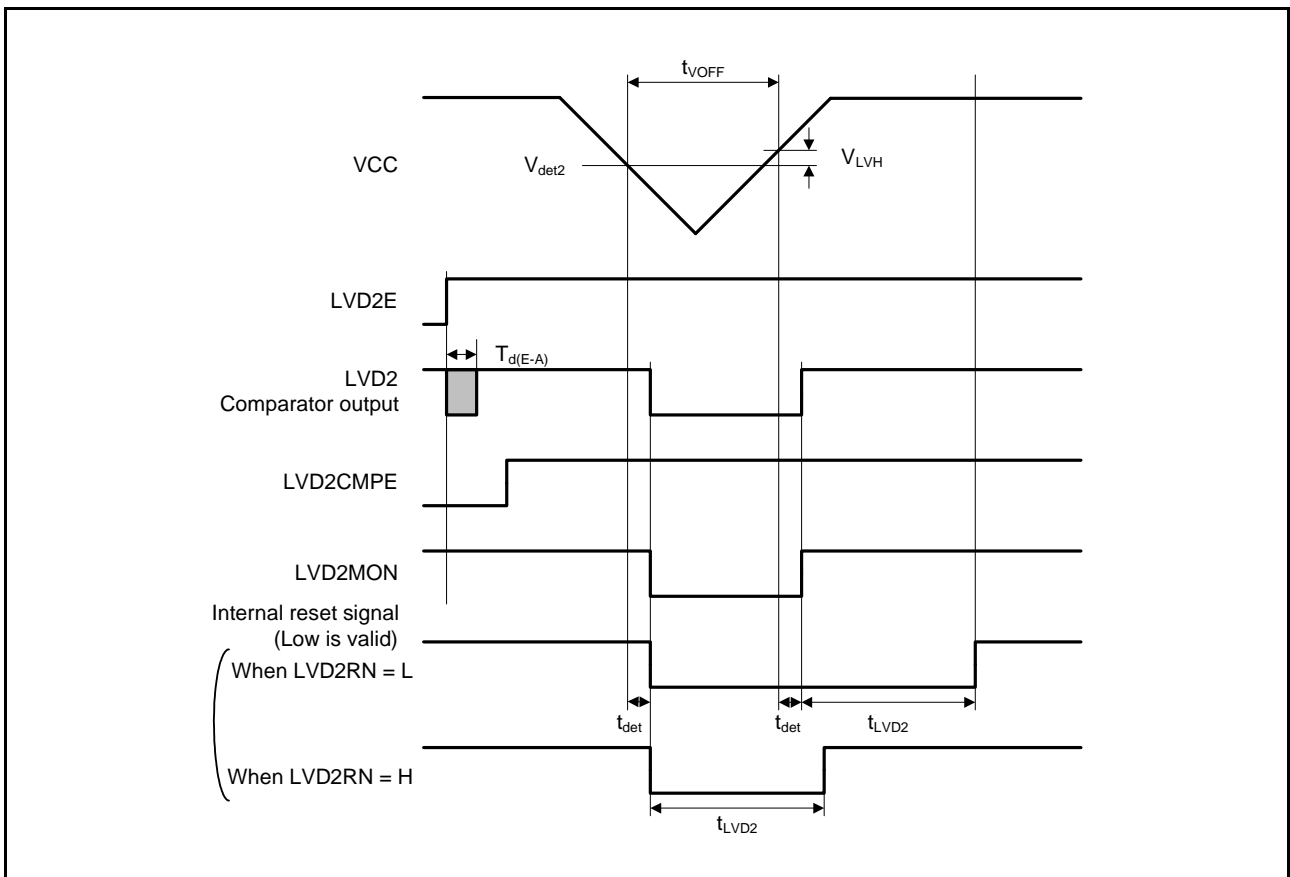 tVOFF
VCC
Vdet2
VLVH
LVD2E
Td(E-A)
LVD2
Comparator output
LVD2CMPE
LVD2MON
Internal reset signal
(Low is valid)
When LVD2RN = L
tdet
tdet
tLVD2
When LVD2RN = H
tLVD2